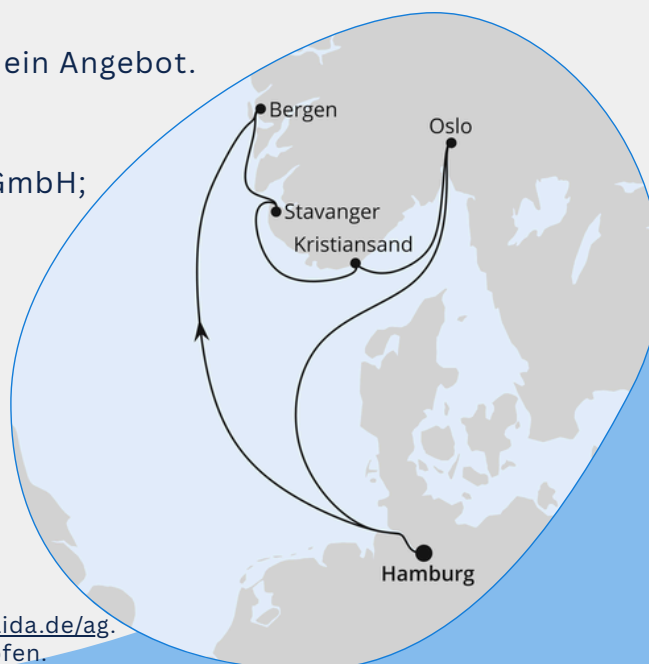 ein Angebot.
GmbH;
Bergen
Oslo
Stavanger
Kristiansand
Hamburg
ida.de/ag.
fen.